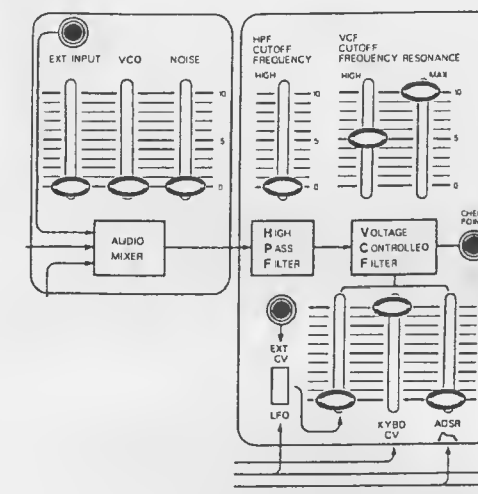 EXT INPUT VCO NOISE
10
5
0
AUDIO
MIXER
HPF
CUTOFF
FREQUENCY
HIGH
10
5
0
VCF
CUTOFF
FREQUENCY RESONANCE
HIGH MAX
10
5
0
HIGH
PASS
FILTER
VOLTAGE
CONTROLLED
FILTER
EXT
CV
LFO
KYBD
CV
ADSR